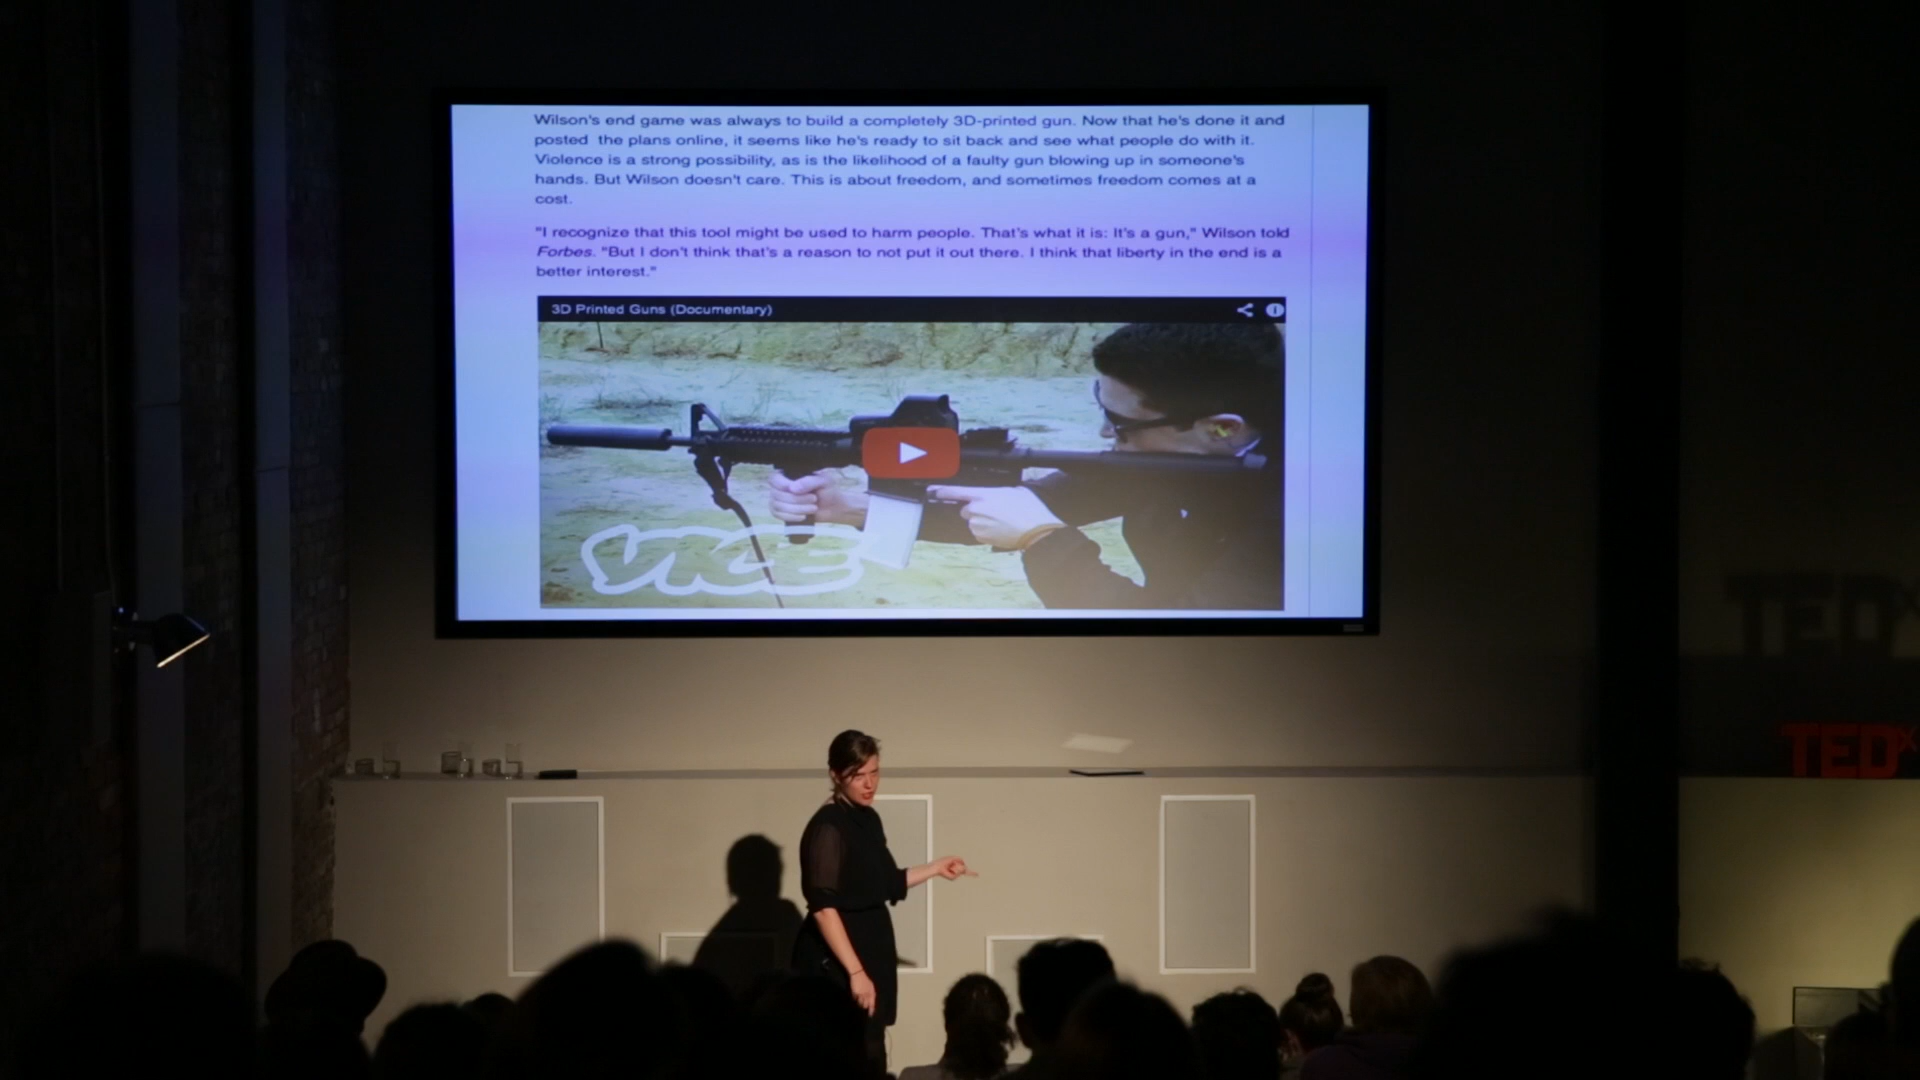 Wilson's end game was always to build a completely 3D-printed gun. Now that he's done it and
posted the plans online, it seems like he's ready to sit back and see what people do with it.
Violence is a strong possibility, as is the likelihood of a faulty gun blowing up in someone's
hands. But Wilson doesn't care. This is about freedom, and sometimes freedom comes at a
cost.
"I recognize that this tool might be used to harm people. That's what it is: It's a gun," Wilson told
Forbes. "But I don't think that's a reason to not put it out there. I think that liberty in the end is a
better interest."
3D Printed Guns (Documentary)
VICE
TEDx